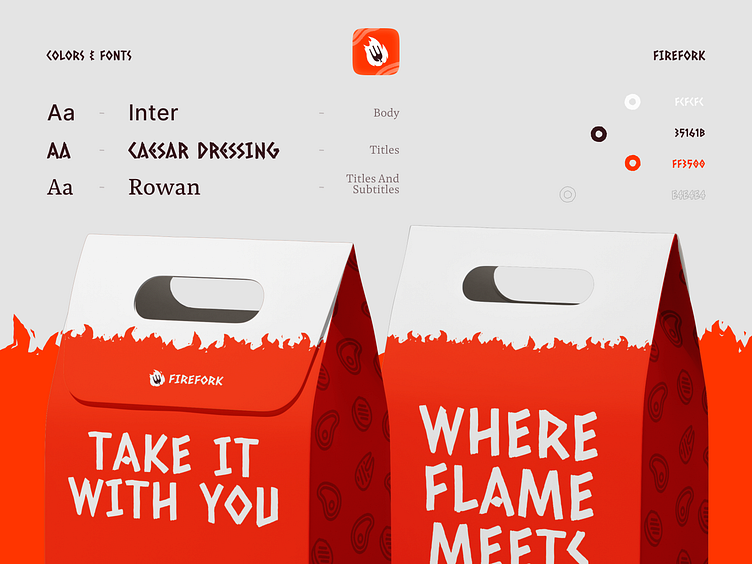 COLORS & FONTS
FIREFORK
Aa - Inter - Body
AA - CAESAR DRESSING - Titles
Aa - Rowan - Titles And
Subtitles
FCFCFC
35161B
FF3500
E4E4E4
FIREFORK
TAKE IT
WITH YOU
WHERE
FLAME
MEETS